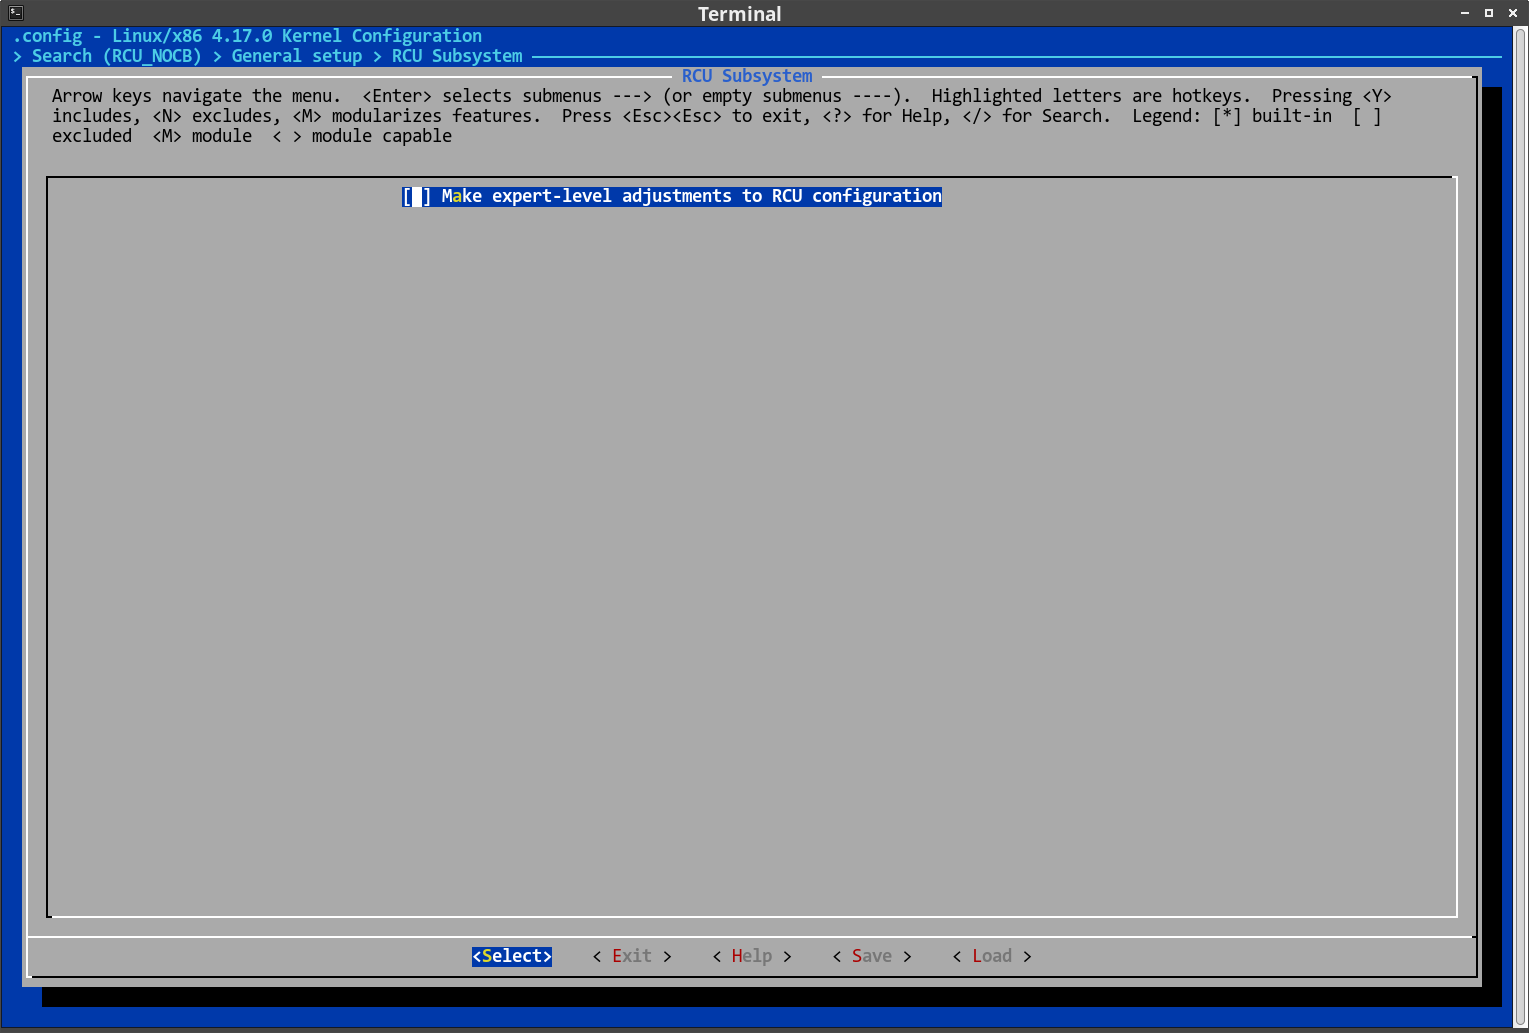 Terminal
.config - Linux/x86 4.17.0 Kernel Configuration
> Search (RCU_NOCB) > General setup > RCU Subsystem
RCU Subsystem
Arrow keys navigate the menu.  <Enter> selects submenus ---> (or empty submenus ----).  Highlighted letters are hotkeys.  Pressing <Y>
includes, <N> excludes, <M> modularizes features.  Press <Esc><Esc> to exit, <?> for Help, </> for Search.  Legend: [*] built-in  [ ]
excluded  <M> module  < > module capable
[ ] Make expert-level adjustments to RCU configuration
<Select>    < Exit >    < Help >    < Save >    < Load >